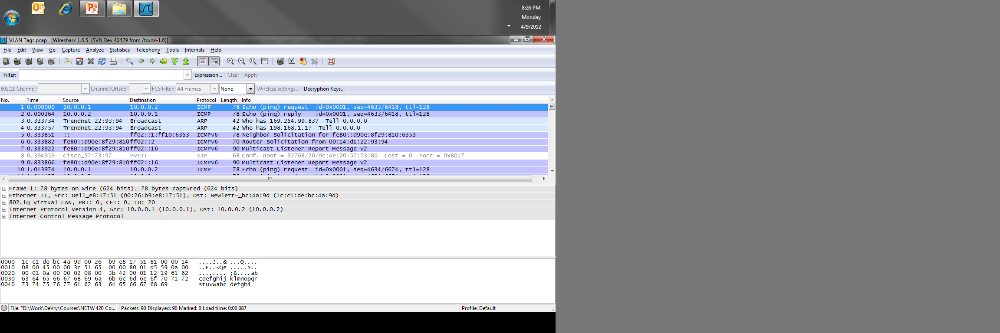 8:26 PM
Monday
4/9/2012
VLAN Tags.pcap [Wireshark 1.6.5 (SVN Rev 40429 from /trunk-1.6)]
File Edit View Go Capture Analyze Statistics Telephony Tools Internals Help
Filter: Expression... Clear Apply
802.11 Channel: Channel Offset: FCS Filter: All Frames None Wireless Settings... Decryption Keys...
No. Time Source Destination Protocol Length Info
1 0.000000 10.0.0.1 10.0.0.2 ICMP 78 Echo (ping) request id=0x0001, seq=4633/6418, ttl=128
2 0.000364 10.0.0.2 10.0.0.1 ICMP 78 Echo (ping) reply id=0x0001, seq=4633/6418, ttl=128
3 0.333734 Trendnet_22:93:94 Broadcast ARP 42 Who has 169.254.99.83? Tell 0.0.0.0
4 0.333757 Trendnet_22:93:94 Broadcast ARP 42 Who has 198.168.1.1? Tell 0.0.0.0
5 0.333851 :: ff02::1:ff10:6353 ICMPv6 78 Neighbor Solicitation for fe80::d90e:8f29:810:6353
6 0.333882 fe80::d90e:8f29:810 ff02::2 ICMPv6 70 Router Solicitation from 00:14:d1:22:93:94
7 0.333922 fe80::d90e:8f29:810 ff02::16 ICMPv6 90 Multicast Listener Report Message v2
8 0.394959 Cisco_57:73:97 PVST+ STP 68 Conf. Root = 32768/20/9c:4e:20:57:73:80 Cost = 0 Port = 0x8017
9 0.833866 fe80::d90e:8f29:810 ff02::16 ICMPv6 90 Multicast Listener Report Message v2
10 1.013974 10.0.0.1 10.0.0.2 ICMP 78 Echo (ping) request id=0x0001, seq=4634/6674, ttl=128
Frame 1: 78 bytes on wire (624 bits), 78 bytes captured (624 bits)
Ethernet II, Src: Dell_e8:17:51 (00:26:b9:e8:17:51), Dst: Hewlett-_bc:4a:9d (1c:c1:de:bc:4a:9d)
802.1Q Virtual LAN, PRI: 0, CFI: 0, ID: 20
Internet Protocol Version 4, Src: 10.0.0.1 (10.0.0.1), Dst: 10.0.0.2 (10.0.0.2)
Internet Control Message Protocol
0000 1c c1 de bc 4a 9d 00 26 b9 e8 17 51 81 00 00 14 ....J..& ...Q....
0010 08 00 45 00 00 3c 51 65 00 00 80 01 d5 59 0a 00 ..E..<Qe .....Y..
0020 00 01 0a 00 00 02 08 00 3b 42 00 01 12 19 61 62 ........ ;B....ab
0030 63 64 65 66 67 68 69 6a 6b 6c 6d 6e 6f 70 71 72 cdefghij klmnopqr
0040 73 74 75 76 77 61 62 63 64 65 66 67 68 69 stuvwabc defghi
File: "D:\Work\DeVry\Courses\NETW 420 Co... Packets: 90 Displayed: 90 Marked: 0 Load time: 0:00.087 Profile: Default